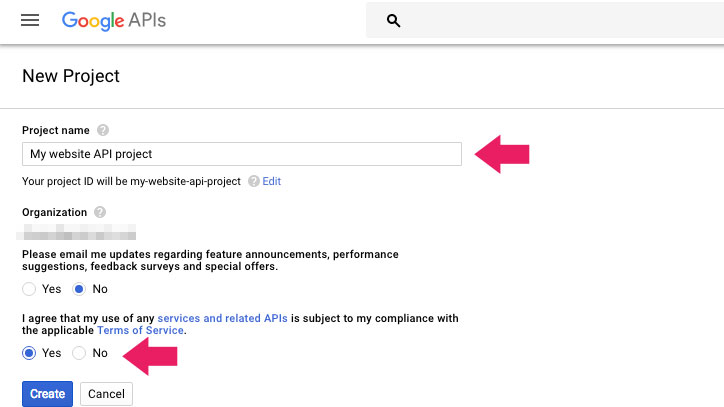 Google APIs
New Project
Project name
My website API project
Your project ID will be my-website-api-project Edit
Organization
Please email me updates regarding feature announcements, performance
suggestions, feedback surveys and special offers.
Yes No
I agree that my use of any services and related APIs is subject to my compliance with
the applicable Terms of Service.
Yes No
Create Cancel